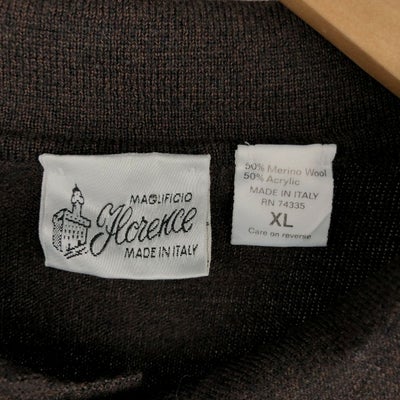 MAGLIFICIO
Florence
MADE IN ITALY
50% Merino Wool
50% Acrylic
MADE IN ITALY
RN 74335
XL
Care on reverse